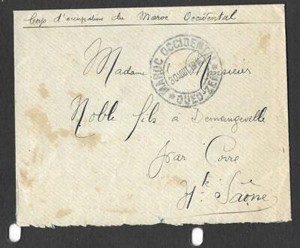 Corps d'occupation du Maroc Occidental
MAROC OCCIDENTAL
OUED-ZEM
Madame Monsieur
Noble fils à Demangevelle
par Corre
Hte Saône